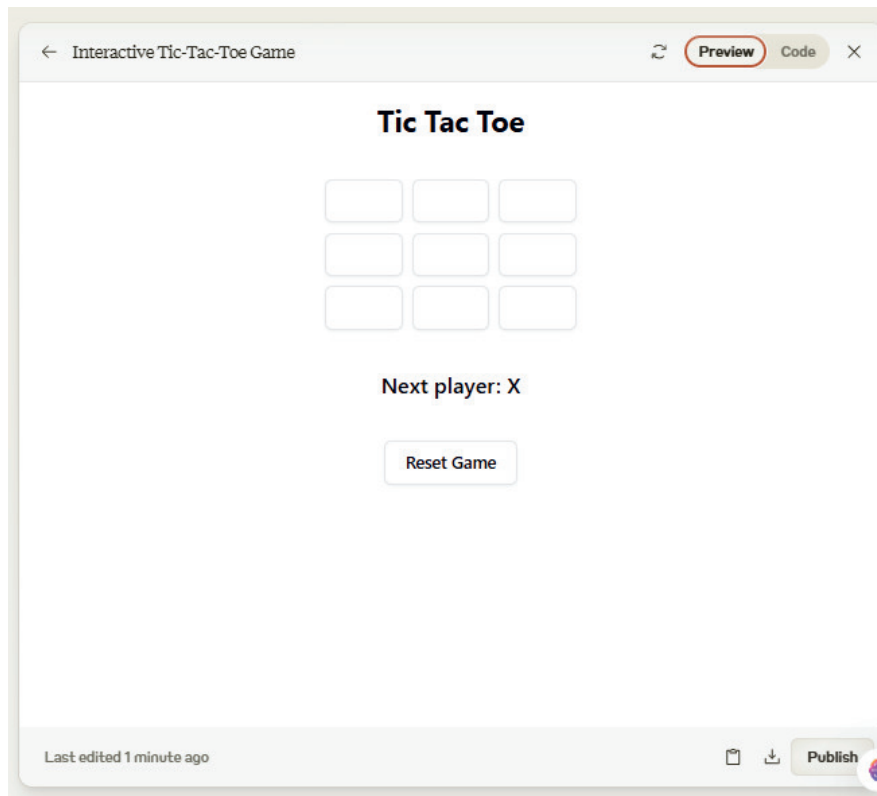 Interactive Tic-Tac-Toe Game
Preview
Code
Tic Tac Toe
Next player: X
Reset Game
Last edited 1 minute ago
Publish